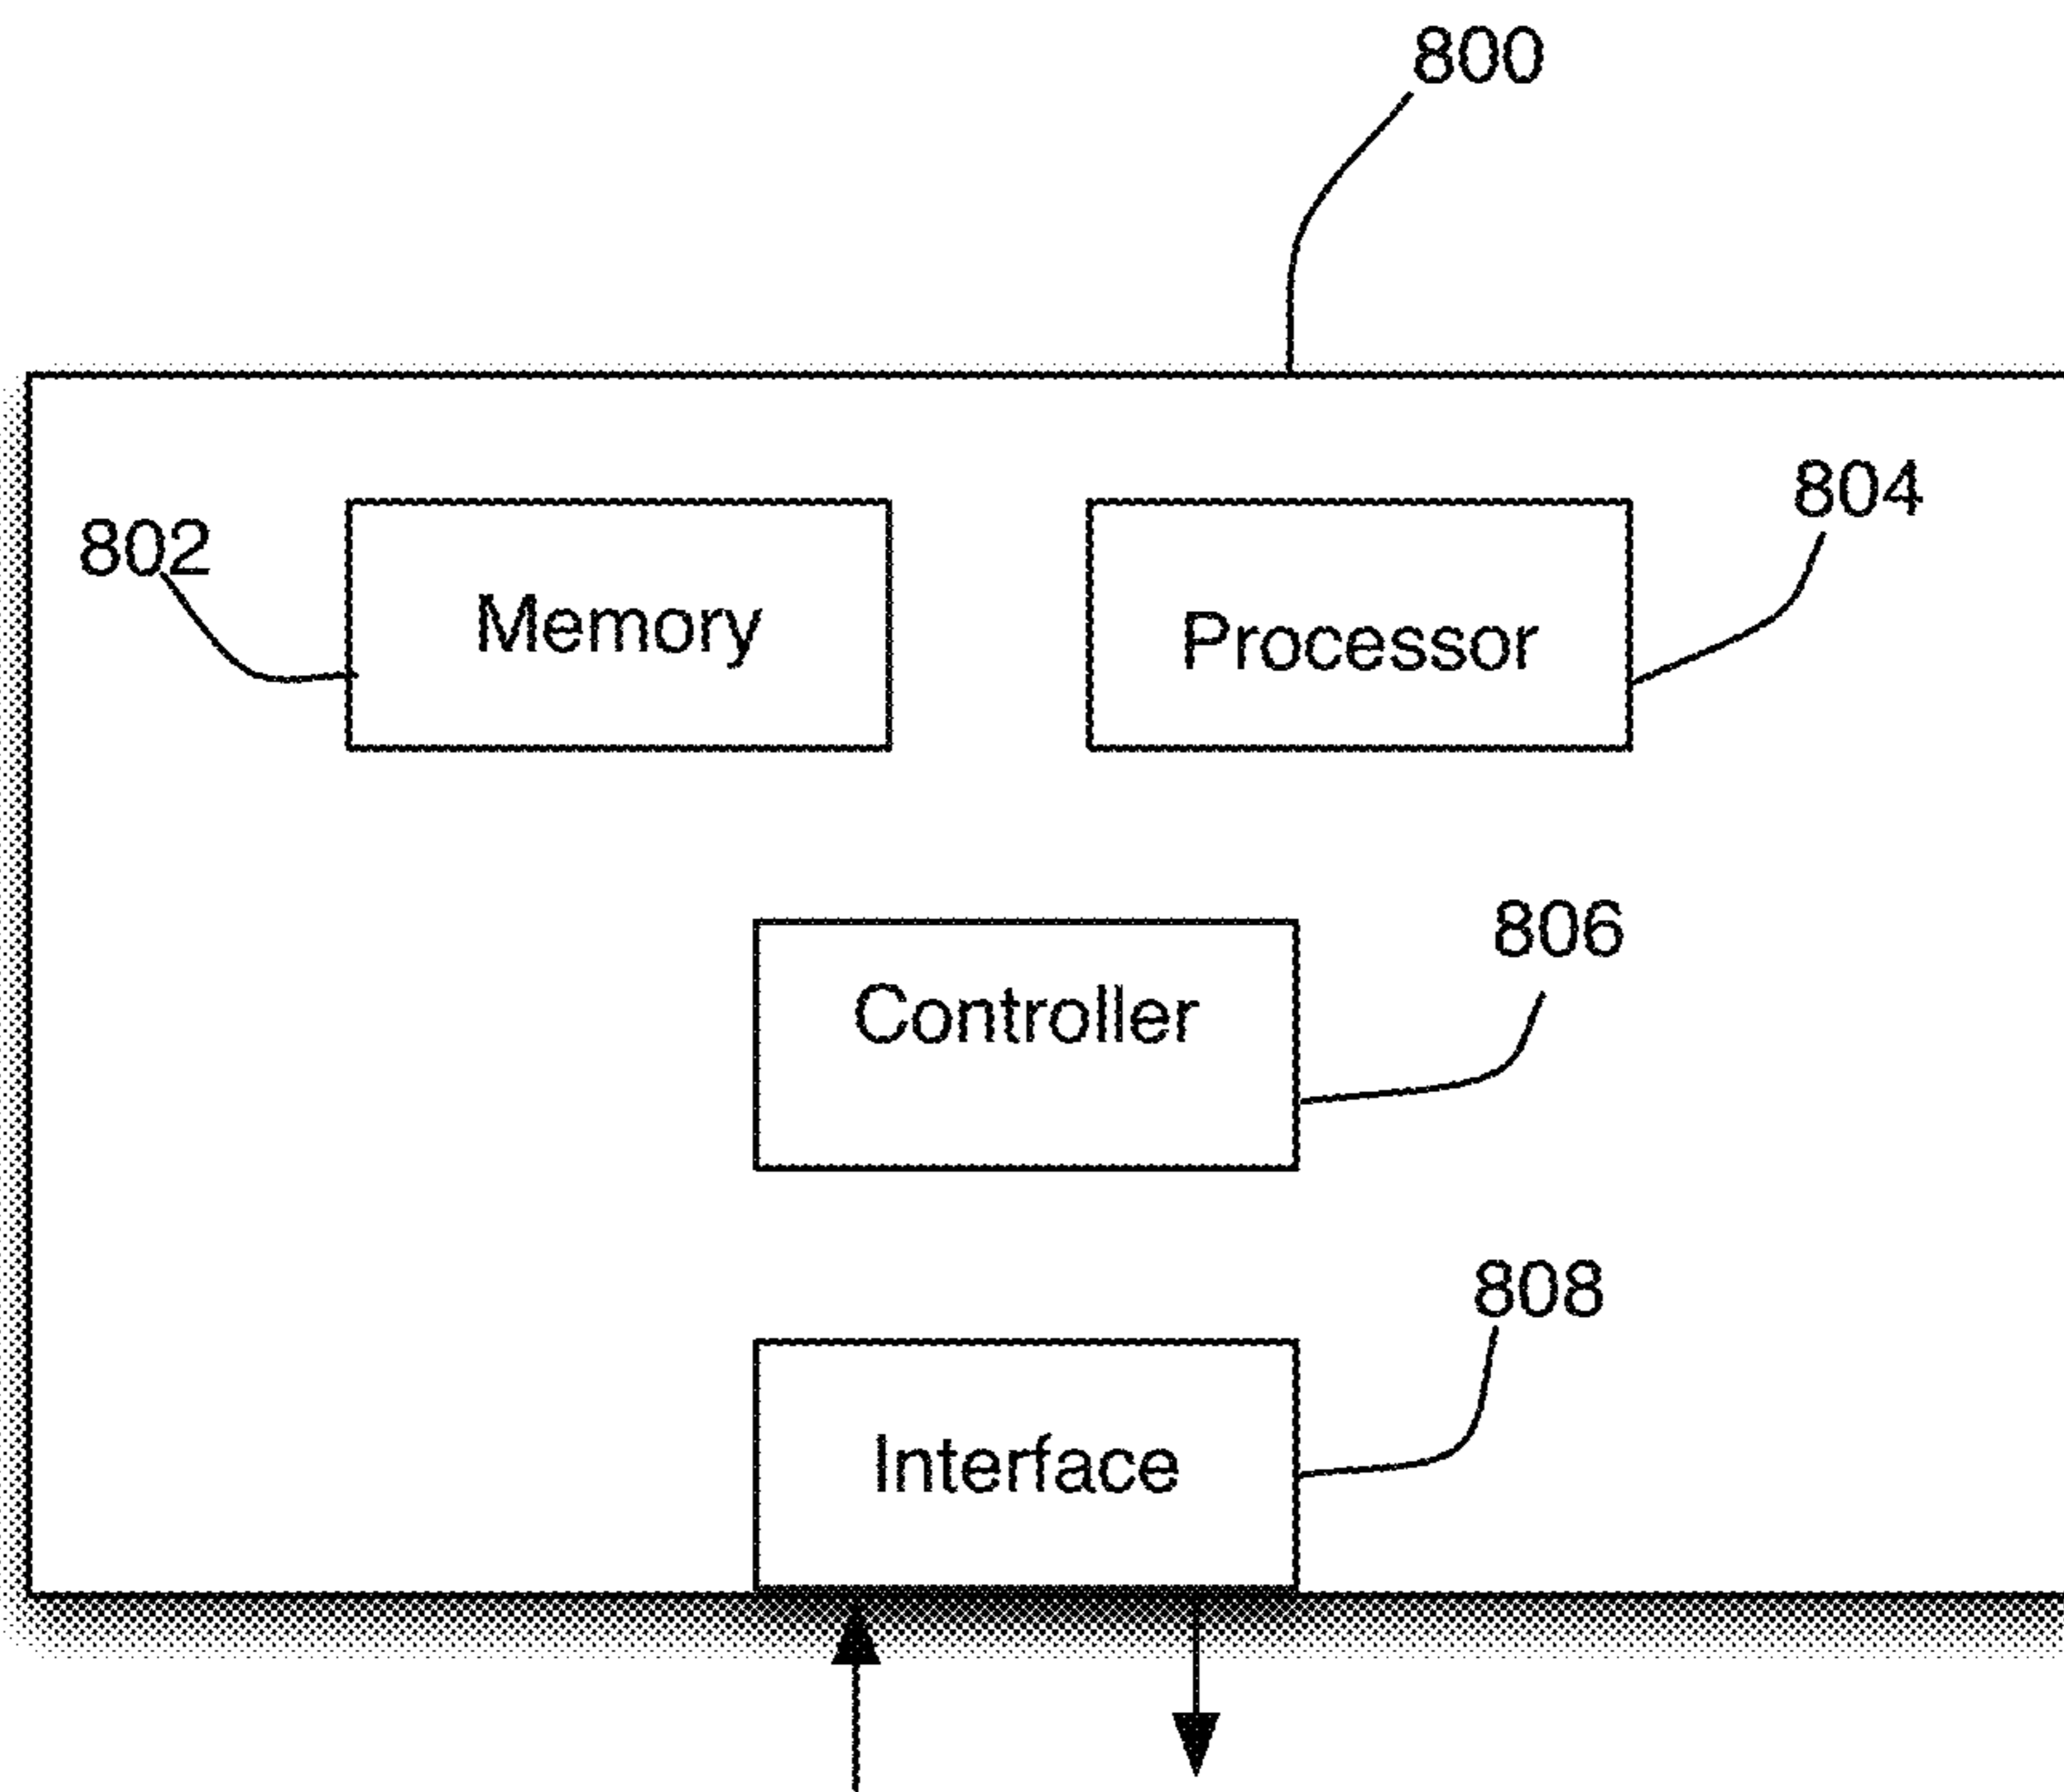 800
804
802
Memory
Processor
806
Controller
808
Interface